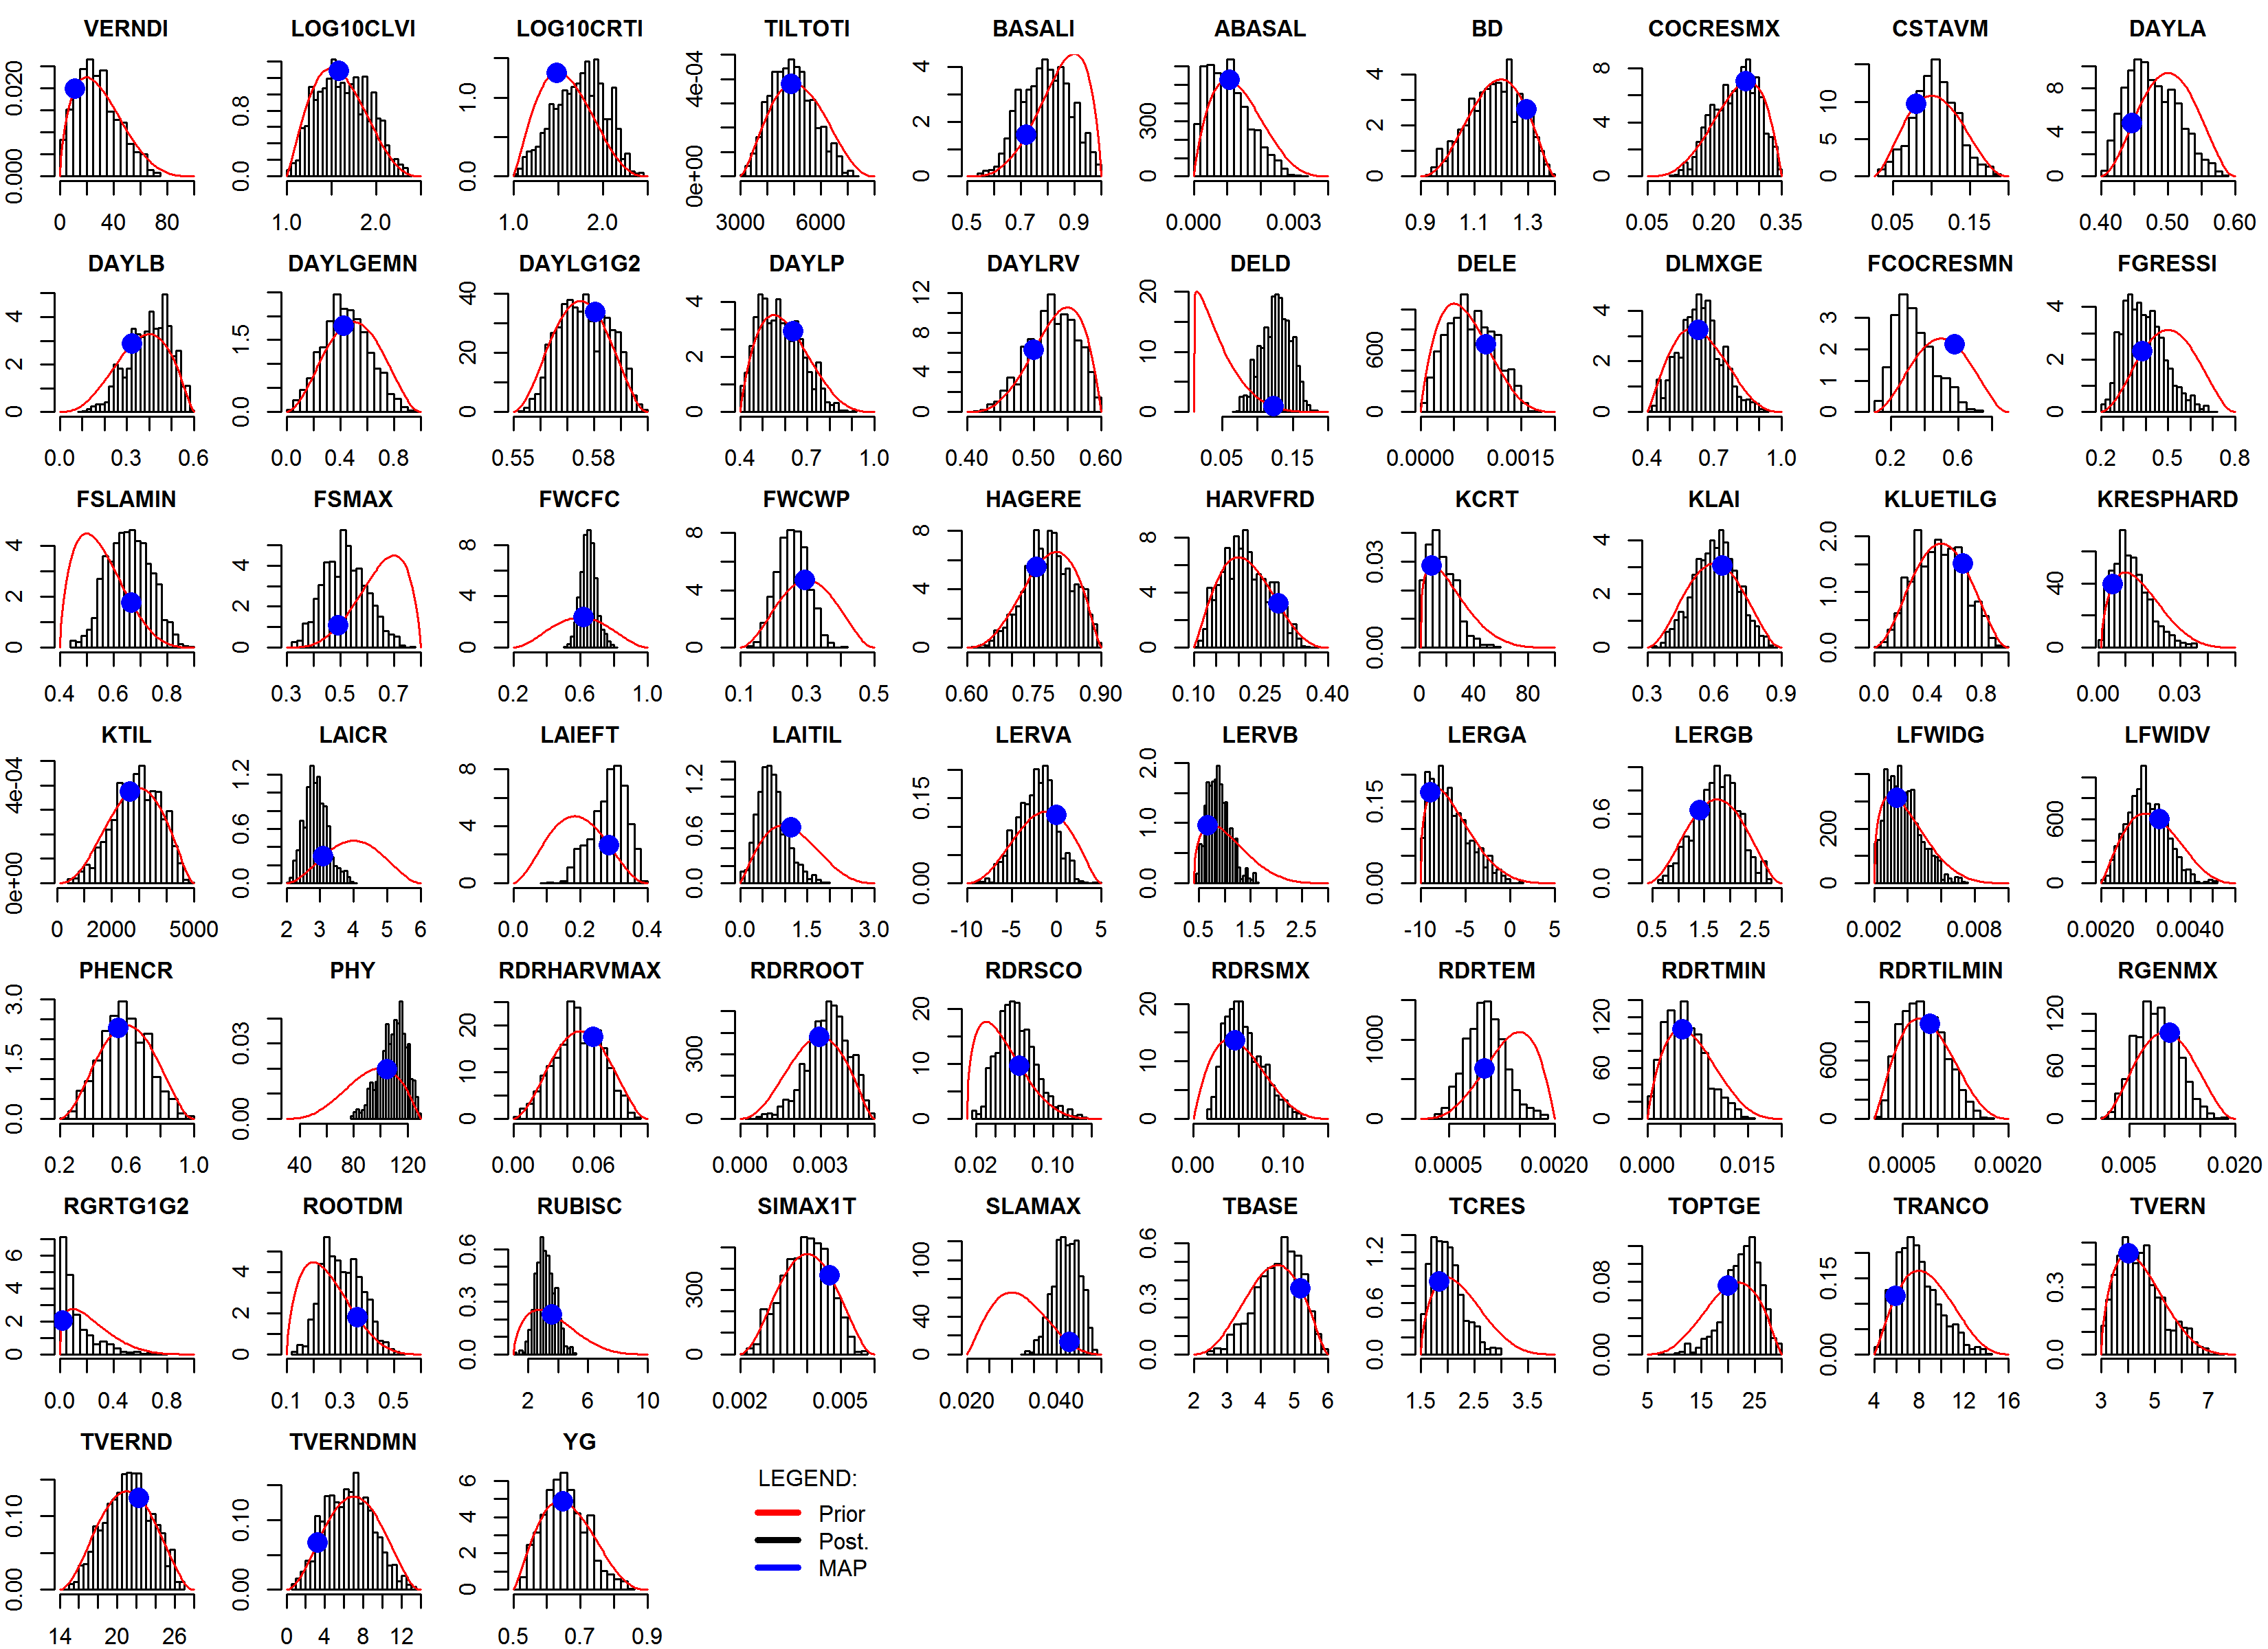 VERNDI LOG10CLVI LOG10CRTI TILTOTI BASALI ABASAL BD COCRESMX CSTAVM DAYLA
0.020 0.000 0.8 0.0 1.0 0.0 4e-04 0e+00 4 2 0 300 0 4 2 0 8 4 0 10 5 0 8 4 0
0 40 80 1.0 2.0 1.0 2.0 3000 6000 0.5 0.7 0.9 0.000 0.003 0.9 1.1 1.3 0.05 0.20 0.35 0.05 0.15 0.40 0.50 0.60
DAYLB DAYLGEMN DAYLG1G2 DAYLP DAYLRV DELD DELE DLMXGE FCOCRESMN FGRESSI
4 2 0 1.5 0.0 40 20 0 4 2 0 12 8 4 0 20 10 0 600 0 4 2 0 3 2 1 0 4 2 0
0.0 0.3 0.6 0.0 0.4 0.8 0.55 0.58 0.4 0.7 1.0 0.40 0.50 0.60 0.05 0.15 0.0000 0.0015 0.4 0.7 1.0 0.2 0.6 0.2 0.5 0.8
FSLAMIN FSMAX FWCFC FWCWP HAGERE HARVFRD KCRT KLAI KLUETILG KRESPHARD
4 2 0 4 2 0 8 4 0 8 4 0 8 4 0 8 4 0 0.03 0.00 4 2 0 2.0 1.0 0.0 40 0
0.4 0.6 0.8 0.3 0.5 0.7 0.2 0.6 1.0 0.1 0.3 0.5 0.60 0.75 0.90 0.10 0.20 0.30 0.40 0 40 80 0.3 0.6 0.9 0.0 0.4 0.8 0.00 0.03
KTIL LAICR LAIEFT LAITIL LERVA LERVB LERGA LERGB LFWIDG LFWIDV
4e-04 0e+00 1.2 0.6 0.0 8 4 0 1.2 0.6 0.0 0.15 0.00 2.0 1.0 0.0 0.15 0.00 0.6 0.0 200 0 600 0
0 2000 5000 2 3 4 5 6 0.0 0.2 0.4 0.0 1.5 3.0 -10 -5 0 5 0.5 1.5 2.5 -10 -5 0 5 0.5 1.5 2.5 0.002 0.008 0.0020 0.0040
PHENCR PHY RDRHARVMAX RDRROOT RDRSCO RDRSMX RDRTEM RDRTMIN RDRTILMIN RGENMX
3.0 1.5 0.0 0.03 0.00 20 10 0 300 0 20 10 0 20 10 0 1000 0 120 60 0 600 0 120 60 0
0.2 0.6 1.0 40 80 120 0.00 0.06 0.000 0.003 0.02 0.10 0.00 0.10 0.0005 0.0020 0.000 0.015 0.0005 0.0020 0.005 0.020
RGRTG1G2 ROOTDM RUBISC SIMAX1T SLAMAX TBASE TCRES TOPTGE TRANCO TVERN
6 4 2 0 4 2 0 0.6 0.3 0.0 300 0 100 40 0 0.6 0.3 0.0 1.2 0.6 0.0 0.08 0.00 0.15 0.00 0.3 0.0
0.0 0.4 0.8 0.1 0.3 0.5 2 6 10 0.002 0.005 0.020 0.040 2 3 4 5 6 1.5 2.5 3.5 5 15 25 4 8 12 16 3 5 7
TVERND TVERNDMN YG
0.10 0.00 0.10 0.00 6 4 2 0
14 20 26 0 4 8 12 0.5 0.7 0.9
LEGEND:
Prior
Post.
MAP